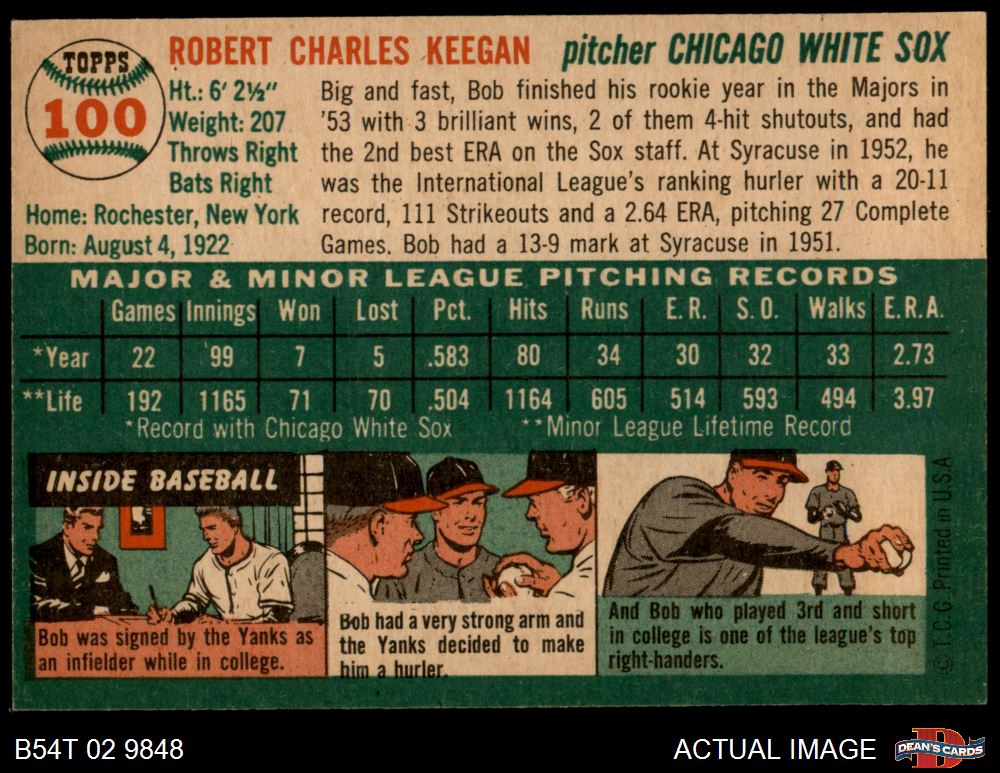 TOPPS
100
ROBERT CHARLES KEEGAN pitcher CHICAGO WHITE SOX
Ht.: 6' 2½"
Weight: 207
Throws Right
Bats Right
Home: Rochester, New York
Born: August 4, 1922
Big and fast, Bob finished his rookie year in the Majors in
'53 with 3 brilliant wins, 2 of them 4-hit shutouts, and had
the 2nd best ERA on the Sox staff. At Syracuse in 1952, he
was the International League's ranking hurler with a 20-11
record, 111 Strikeouts and a 2.64 ERA, pitching 27 Complete
Games. Bob had a 13-9 mark at Syracuse in 1951.
MAJOR & MINOR LEAGUE PITCHING RECORDS
Games Innings Won Lost Pct. Hits Runs E.R. S.O. Walks E.R.A.
*Year 22 99 7 5 .583 80 34 30 32 33 2.73
**Life 192 1165 71 70 .504 1164 605 514 593 494 3.97
*Record with Chicago White Sox **Minor League Lifetime Record
INSIDE BASEBALL
Bob was signed by the Yanks as
an infielder while in college.
Bob had a very strong arm and
the Yanks decided to make
him a hurler.
And Bob who played 3rd and short
in college is one of the league's top
right-handers.
© T.C.G. Printed in U.S.A.
B54T 02 9848
ACTUAL IMAGE
D
DEAN'S CARDS